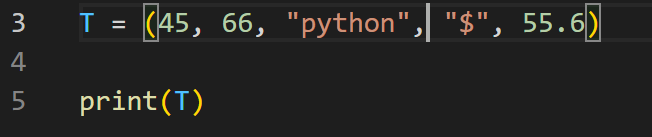 3 T = (45, 66, "python", "$", 55.6)
4
5 print(T)